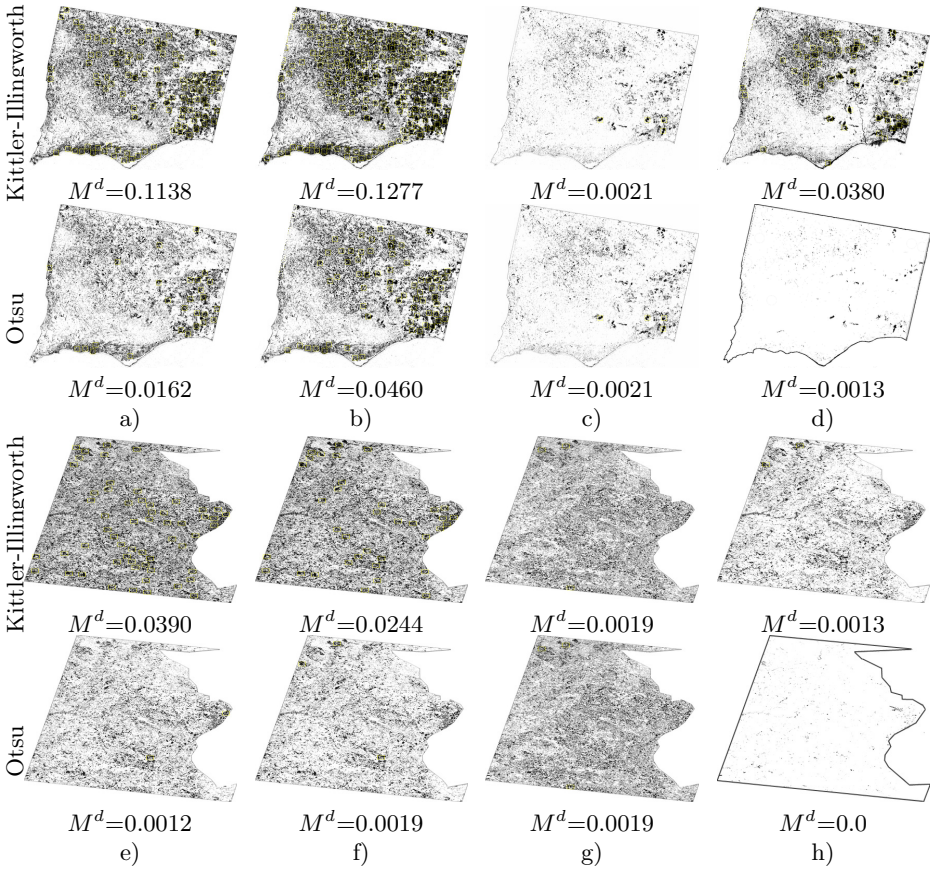 Kittler-Illingworth
M^d=0.1138 M^d=0.1277 M^d=0.0021 M^d=0.0380
Otsu
M^d=0.0162 M^d=0.0460 M^d=0.0021 M^d=0.0013
a) b) c) d)
Kittler-Illingworth
M^d=0.0390 M^d=0.0244 M^d=0.0019 M^d=0.0013
Otsu
M^d=0.0012 M^d=0.0019 M^d=0.0019 M^d=0.0
e) f) g) h)